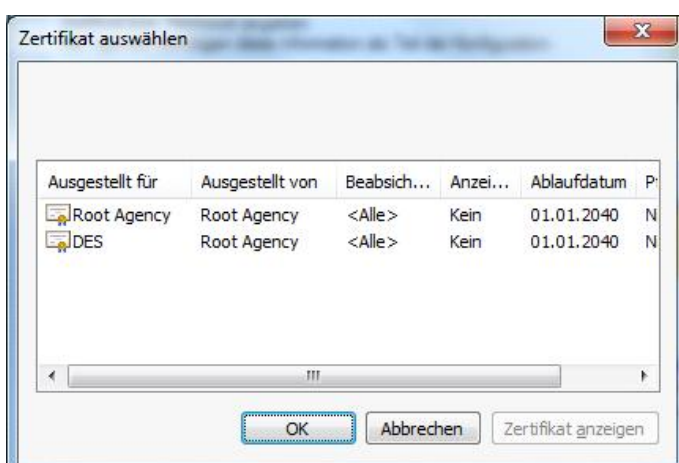 Zertifikat auswählen
Ausgestellt für Ausgestellt von Beabsich... Anzei... Ablaufdatum
Root Agency Root Agency <Alle> Kein 01.01.2040 N
DES Root Agency <Alle> Kein 01.01.2040 N
OK Abbrechen Zertifikat anzeigen